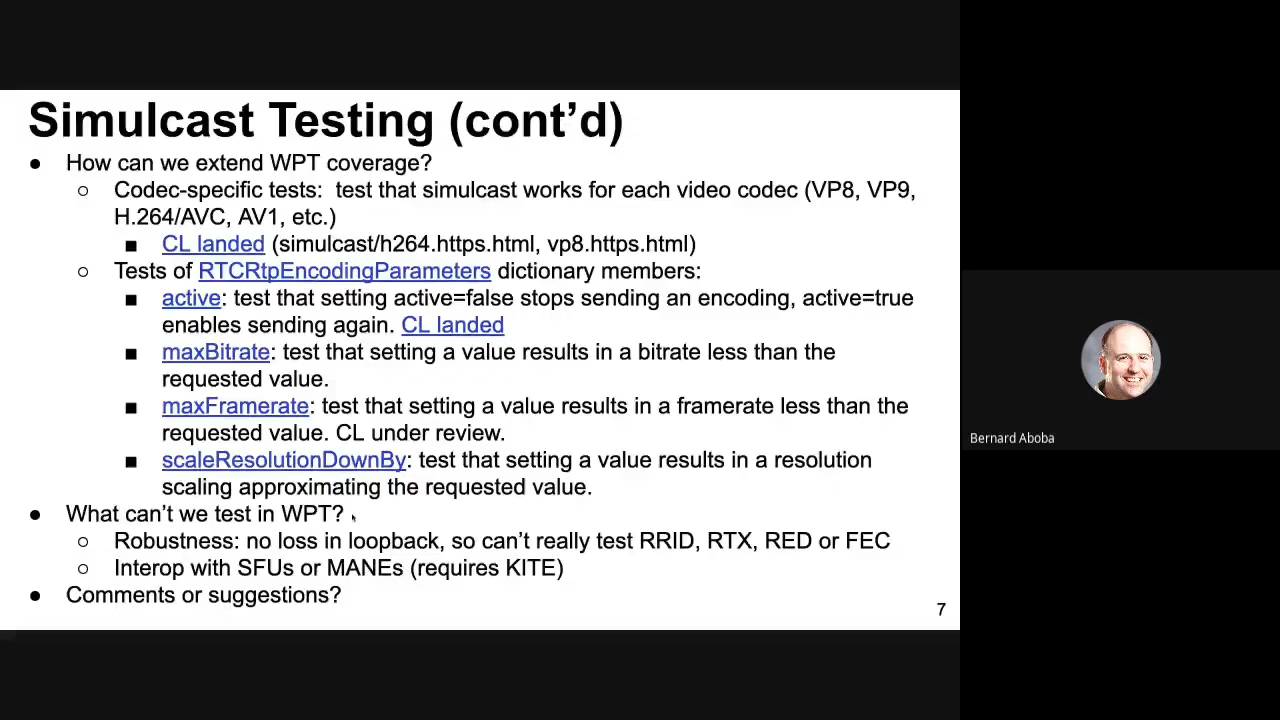 Simulcast Testing (cont’d)
● How can we extend WPT coverage?
○ Codec-specific tests: test that simulcast works for each video codec (VP8, VP9,
H.264/AVC, AV1, etc.)
■ CL landed (simulcast/h264.https.html, vp8.https.html)
○ Tests of RTCRtpEncodingParameters dictionary members:
■ active: test that setting active=false stops sending an encoding, active=true
enables sending again. CL landed
■ maxBitrate: test that setting a value results in a bitrate less than the
requested value.
■ maxFramerate: test that setting a value results in a framerate less than the
requested value. CL under review.
■ scaleResolutionDownBy: test that setting a value results in a resolution
scaling approximating the requested value.
● What can’t we test in WPT?
○ Robustness: no loss in loopback, so can’t really test RRID, RTX, RED or FEC
○ Interop with SFUs or MANEs (requires KITE)
● Comments or suggestions?
7
Bernard Aboba